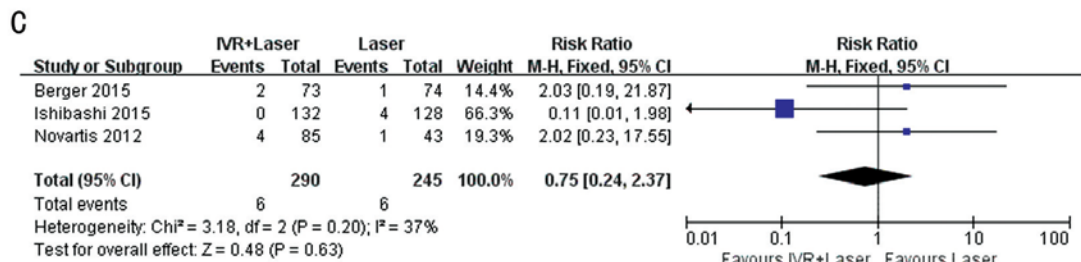 C
IVR+Laser Laser Risk Ratio Risk Ratio
Study or Subgroup Events Total Events Total Weight M-H, Fixed, 95% CI M-H, Fixed, 95% CI
Berger 2015 2 73 1 74 14.4% 2.03 [0.19, 21.87]
Ishibashi 2015 0 132 4 128 66.3% 0.11 [0.01, 1.98]
Novartis 2012 4 85 1 43 19.3% 2.02 [0.23, 17.55]
Total (95% CI) 290 245 100.0% 0.75 [0.24, 2.37]
Total events 6 6
Heterogeneity: Chi² = 3.18, df = 2 (P = 0.20); I² = 37%
Test for overall effect: Z = 0.48 (P = 0.63)
0.01 0.1 1 10 100
Favours IVR+Laser Favours Laser